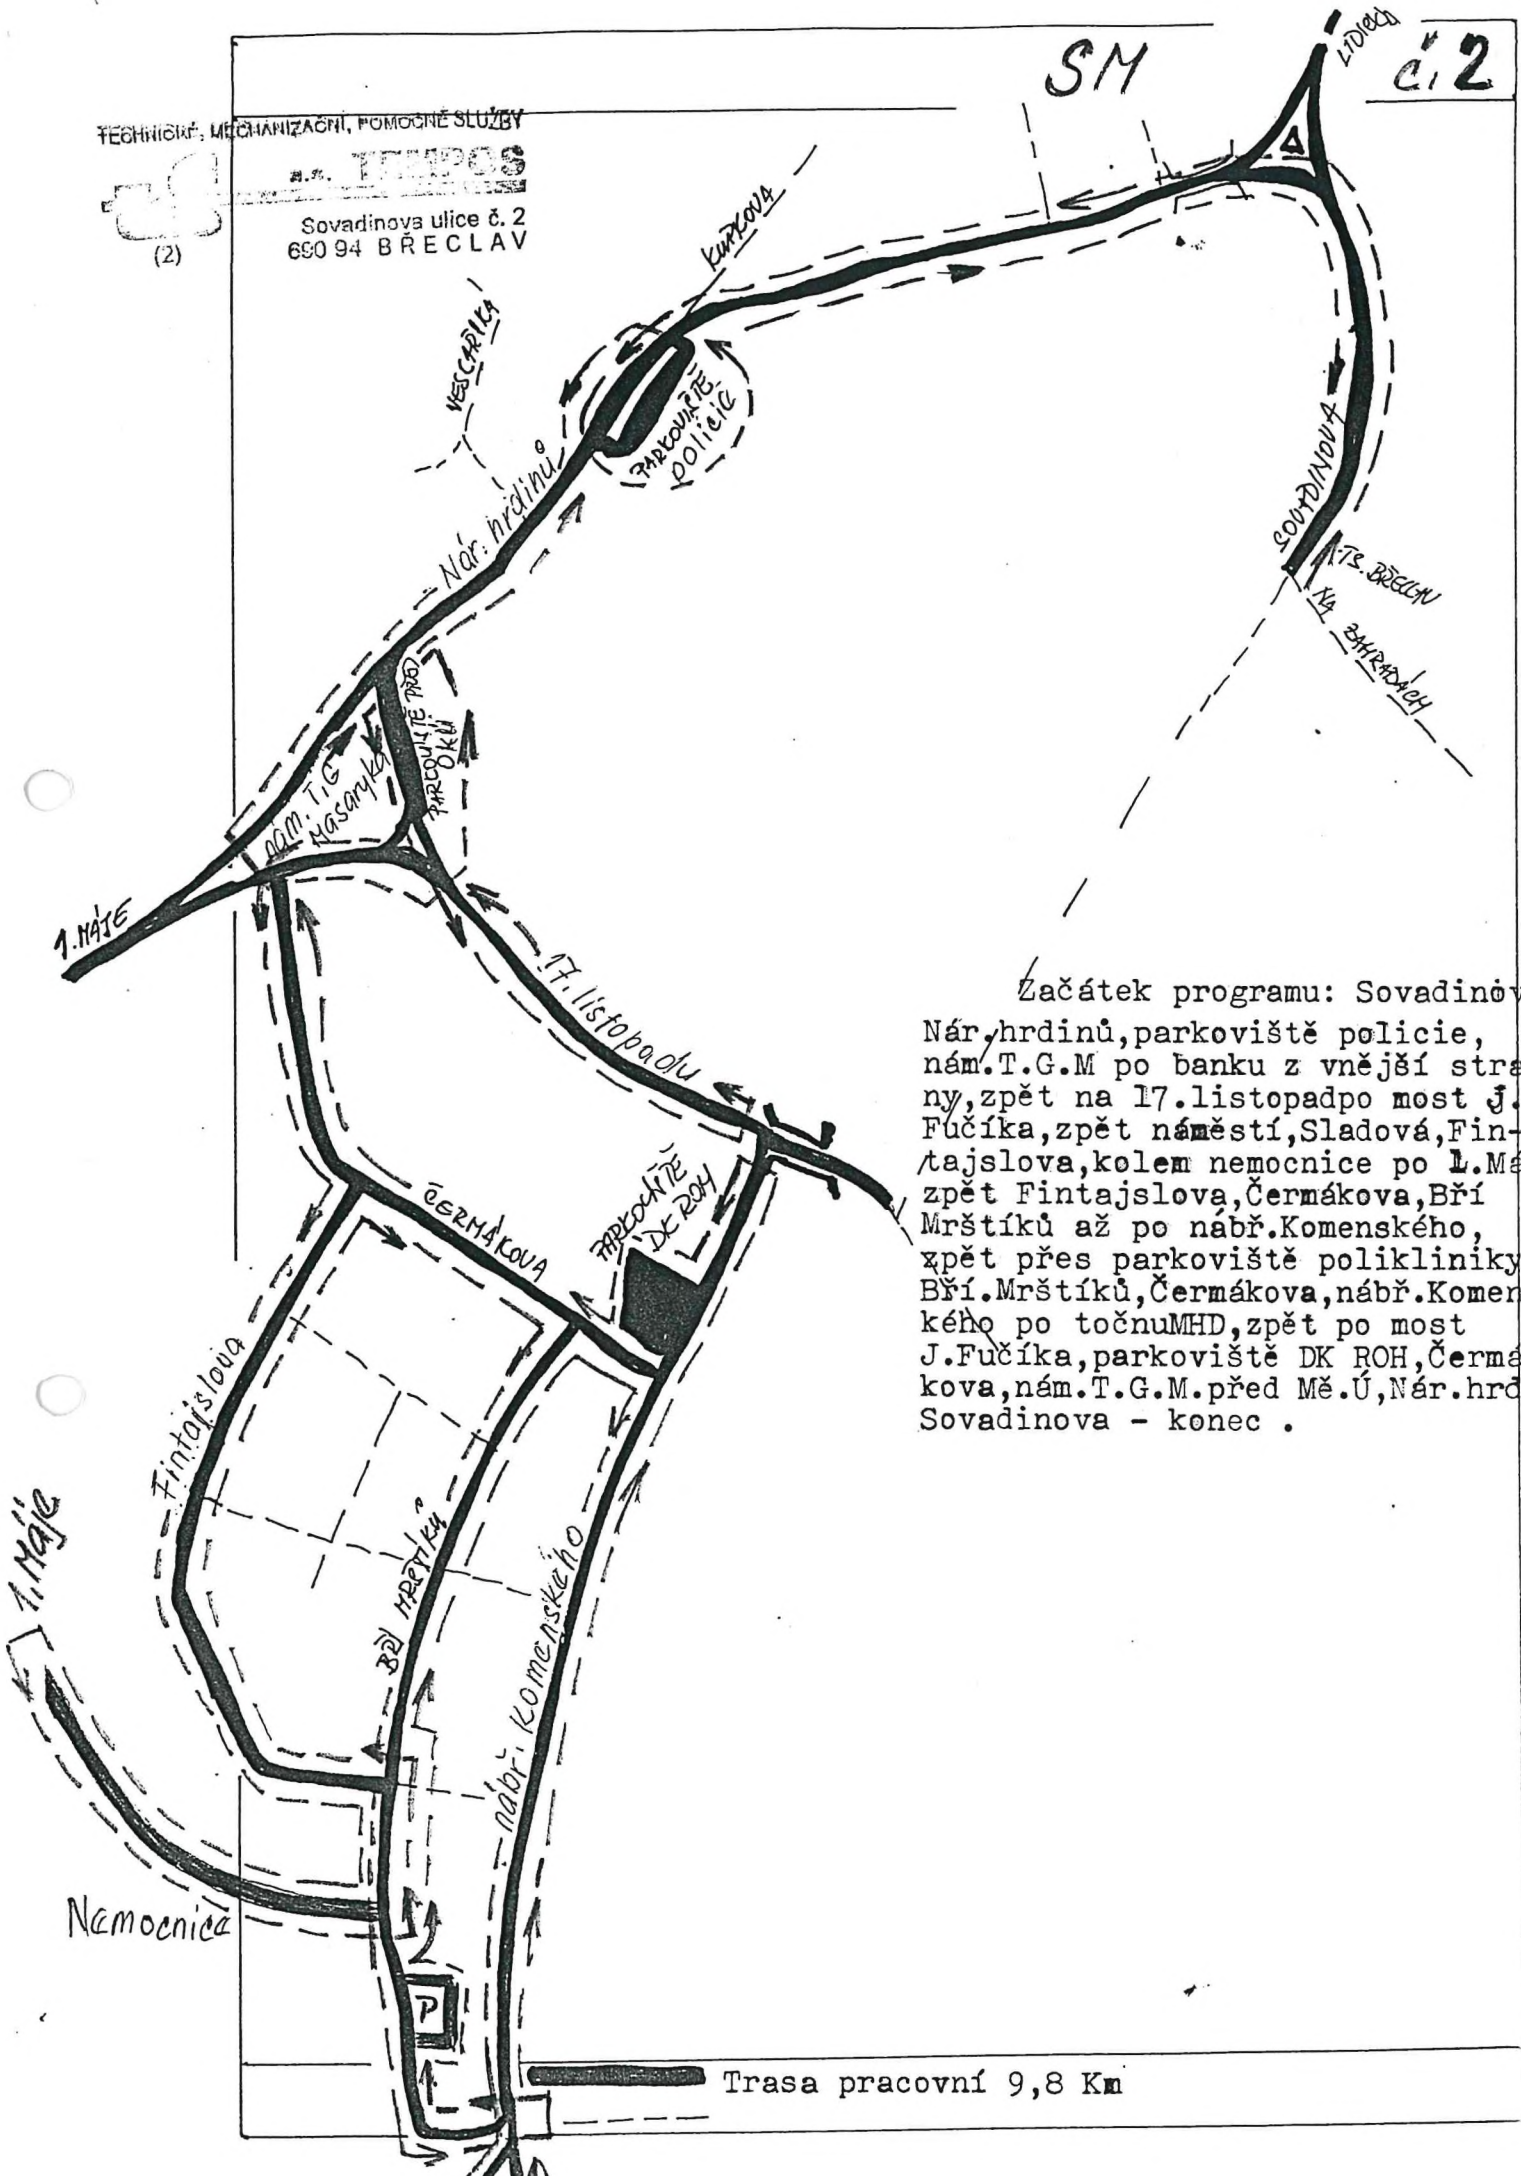 SM
č. 2
TECHNICKÉ, MECHANIZAČNÍ, POMOCNÉ SLUŽBY
a.s. TEMPOS
Sovadinova ulice č. 2
690 94 BŘECLAV
(2)
KUPKOVA
VESLAŘSKÁ
PARKOVIŠTĚ
policie
Nár. hrdinů
SOVADINOVA
TS. BŘECLAV
NA ZAHRADÁCH
PARKOVIŠTĚ PŘED
nám. T.G
Masaryka
1. MÁJE
17. listopadu
Začátek programu: Sovadinov
Nár.hrdinů,parkoviště policie,
nám.T.G.M po banku z vnější stra
ny,zpět na 17.listopadpo most J.
Fučíka,zpět náměstí,Sladová,Fin-
tajslova,kolem nemocnice po 1.Má
zpět Fintajslova,Čermákova,Bří
Mrštíků až po nábř.Komenského,
zpět přes parkoviště polikliniky
Bří.Mrštíků,Čermákova,nábř.Komen
kého po točnuMHD,zpět po most
J.Fučíka,parkoviště DK ROH,Čermá
kova,nám.T.G.M.před Mě.Ú,Nár.hrd
Sovadinova - konec .
PARKOVIŠTĚ
DK ROH
ČERMÁKOVA
Fintajslova
1. Máje
BŘÍ MRŠTÍKŮ
nábř. Komenského
Nemocnice
P
Trasa pracovní 9,8 Km